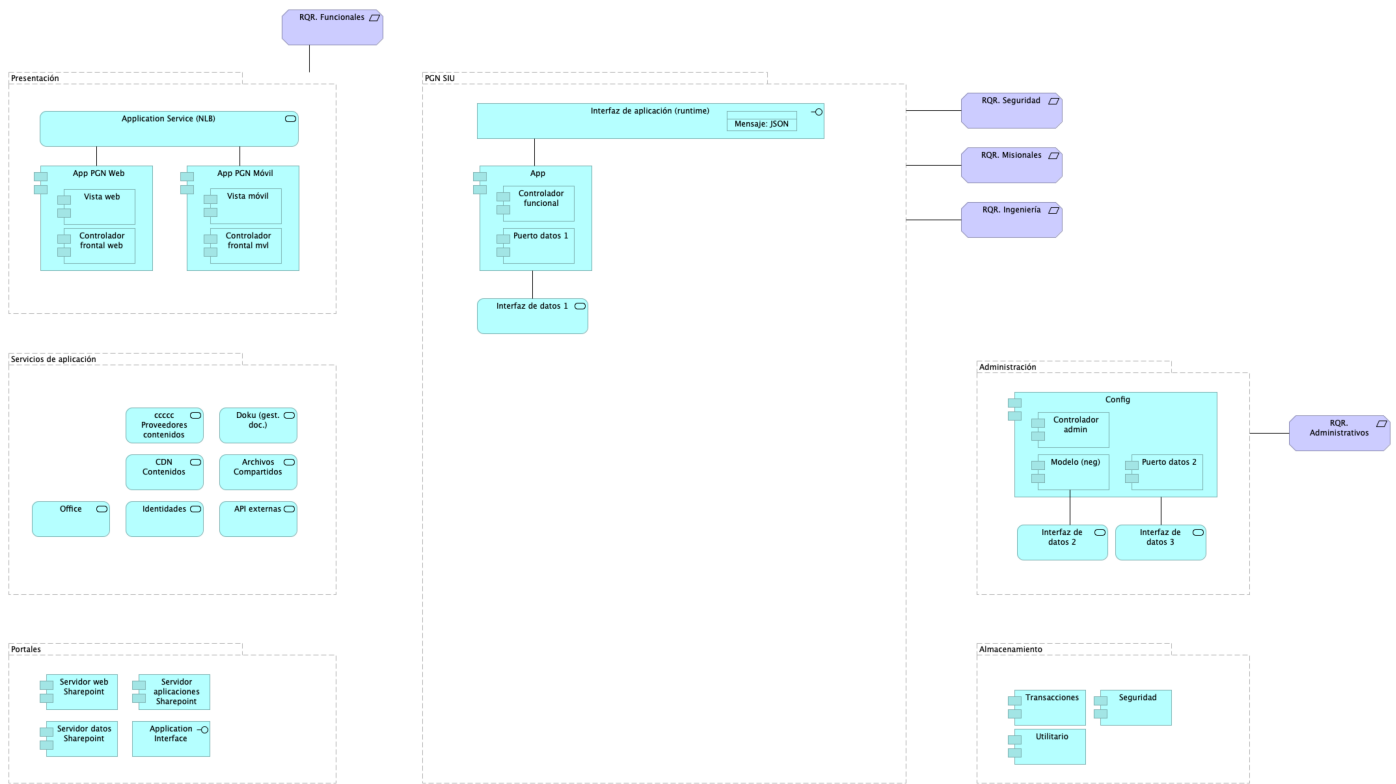 RQR. Funcionales
Presentación
Application Service (NLB)
App PGN Web
Vista web
Controlador
frontal web
App PGN Móvil
Vista móvil
Controlador
frontal mvl
PGN SIU
Interfaz de aplicación (runtime)
Mensaje: JSON
App
Controlador
funcional
Puerto datos 1
Interfaz de datos 1
RQR. Seguridad
RQR. Misionales
RQR. Ingeniería
Servicios de aplicación
ccccc
Proveedores
contenidos
Doku (gest.
doc.)
CDN
Contenidos
Archivos
Compartidos
Office
Identidades
API externas
Administración
Config
Controlador
admin
Modelo (neg)
Puerto datos 2
Interfaz de
datos 2
Interfaz de
datos 3
RQR.
Administrativos
Portales
Servidor web
Sharepoint
Servidor
aplicaciones
Sharepoint
Servidor datos
Sharepoint
Application
Interface
Almacenamiento
Transacciones
Seguridad
Utilitario